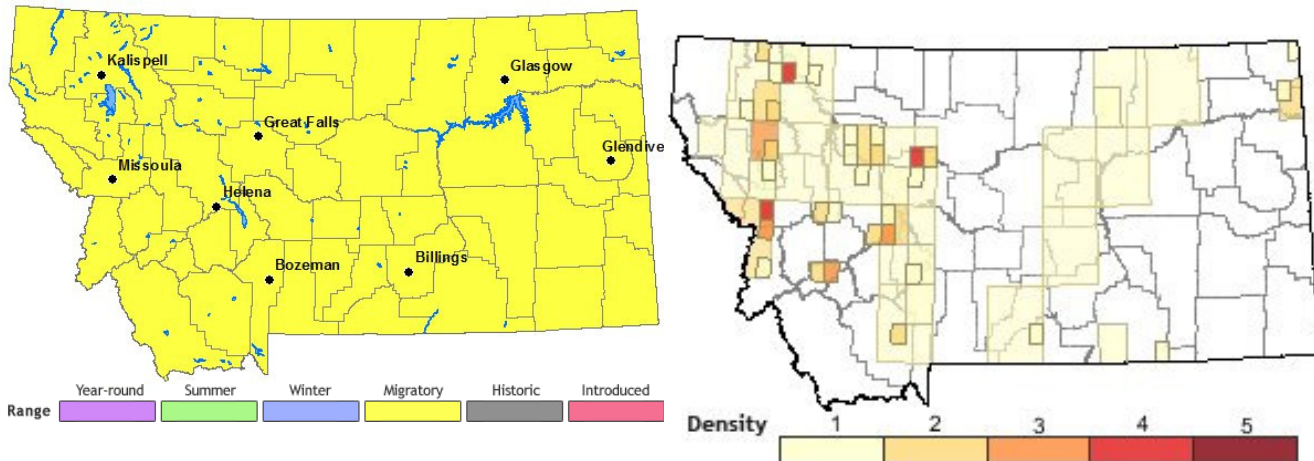 Kalispell
Glasgow
Great Falls
Glendive
Missoula
Helena
Bozeman
Billings
Range Year-round Summer Winter Migratory Historic Introduced
Density 1 2 3 4 5